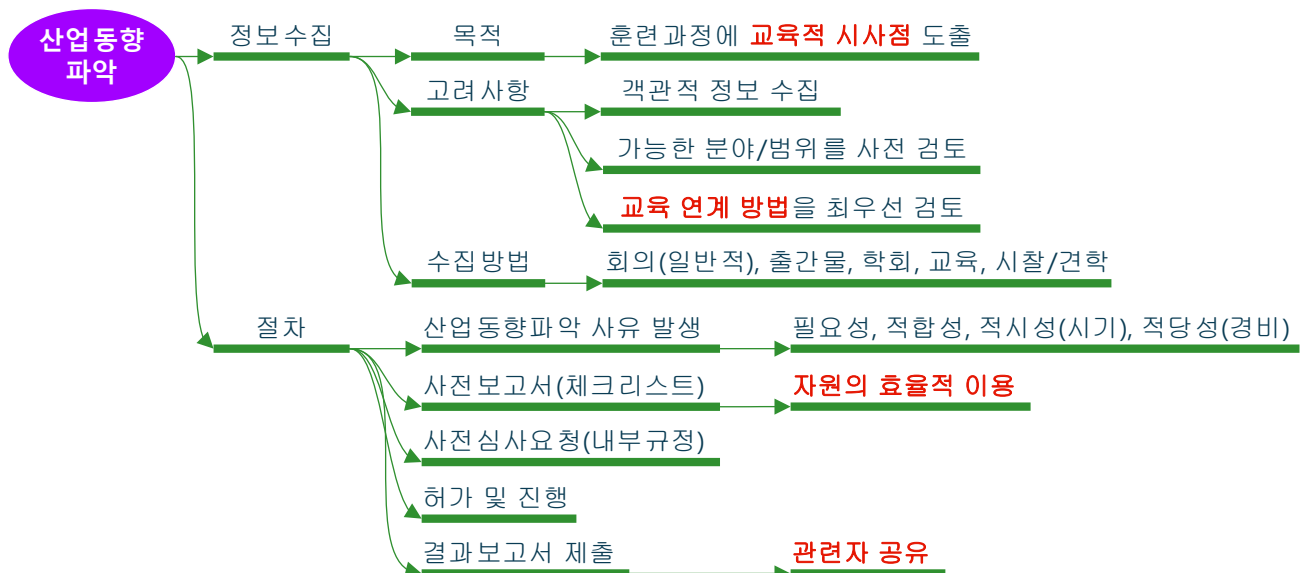 산업동향
파악
정보수집
목적
훈련과정에 교육적 시사점 도출
고려사항
객관적 정보 수집
가능한 분야/범위를 사전 검토
교육 연계 방법을 최우선 검토
수집방법
회의(일반적), 출간물, 학회, 교육, 시찰/견학
절차
산업동향파악 사유 발생
필요성, 적합성, 적시성(시기), 적당성(경비)
사전보고서(체크리스트)
자원의 효율적 이용
사전심사요청(내부규정)
허가 및 진행
결과보고서 제출
관련자 공유